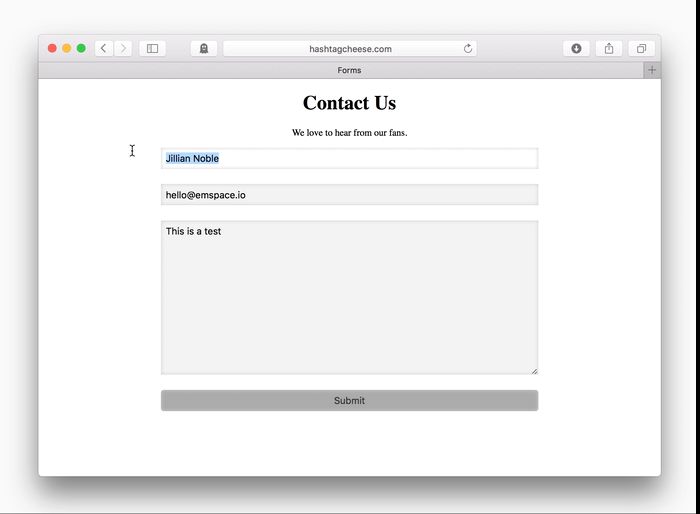 hashtagcheese.com
Forms
Contact Us
We love to hear from our fans.
Jillian Noble
hello@emspace.io
This is a test
Submit